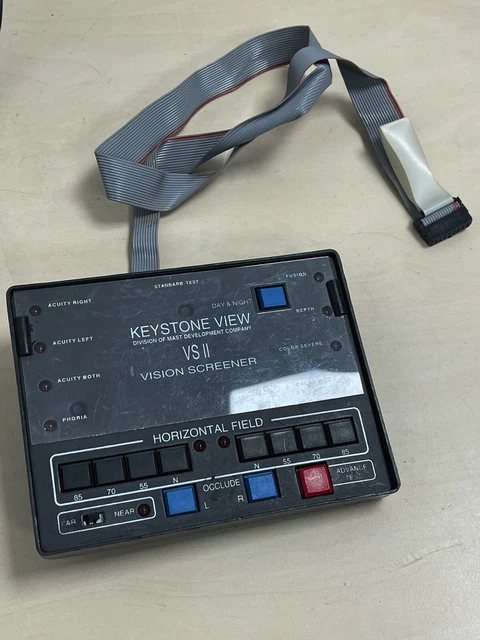 STANDARD TEST
FUSION
ACUITY RIGHT
DAY & NIGHT
DEPTH
KEYSTONE VIEW
DIVISION OF MAST DEVELOPMENT COMPANY
ACUITY LEFT
VS II
COLOR SEVERE
VISION SCREENER
ACUITY BOTH
PHORIA
HORIZONTAL FIELD
85 70 55 N
N 55 70 85
FAR NEAR
OCCLUDE
L R
ADVANCE
TEST